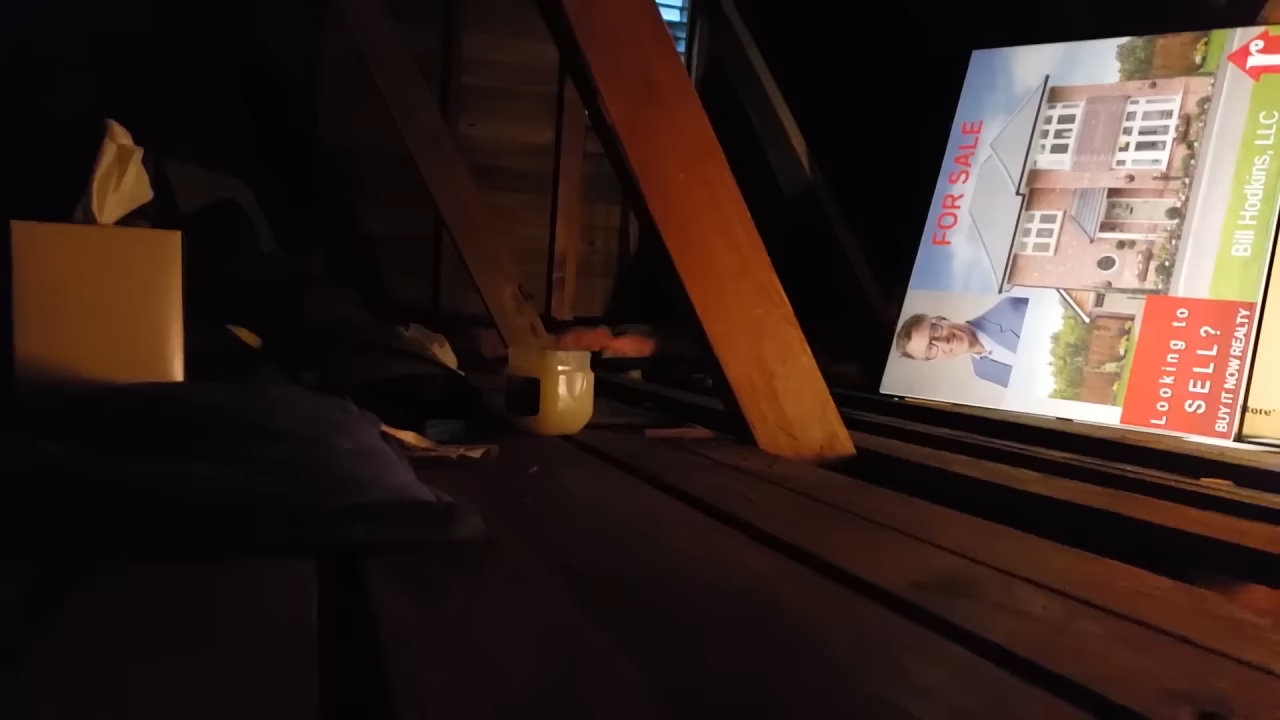 FOR SALE
Looking to
SELL?
BUY IT NOW REALTY
Bill Hodkins, LLC
r